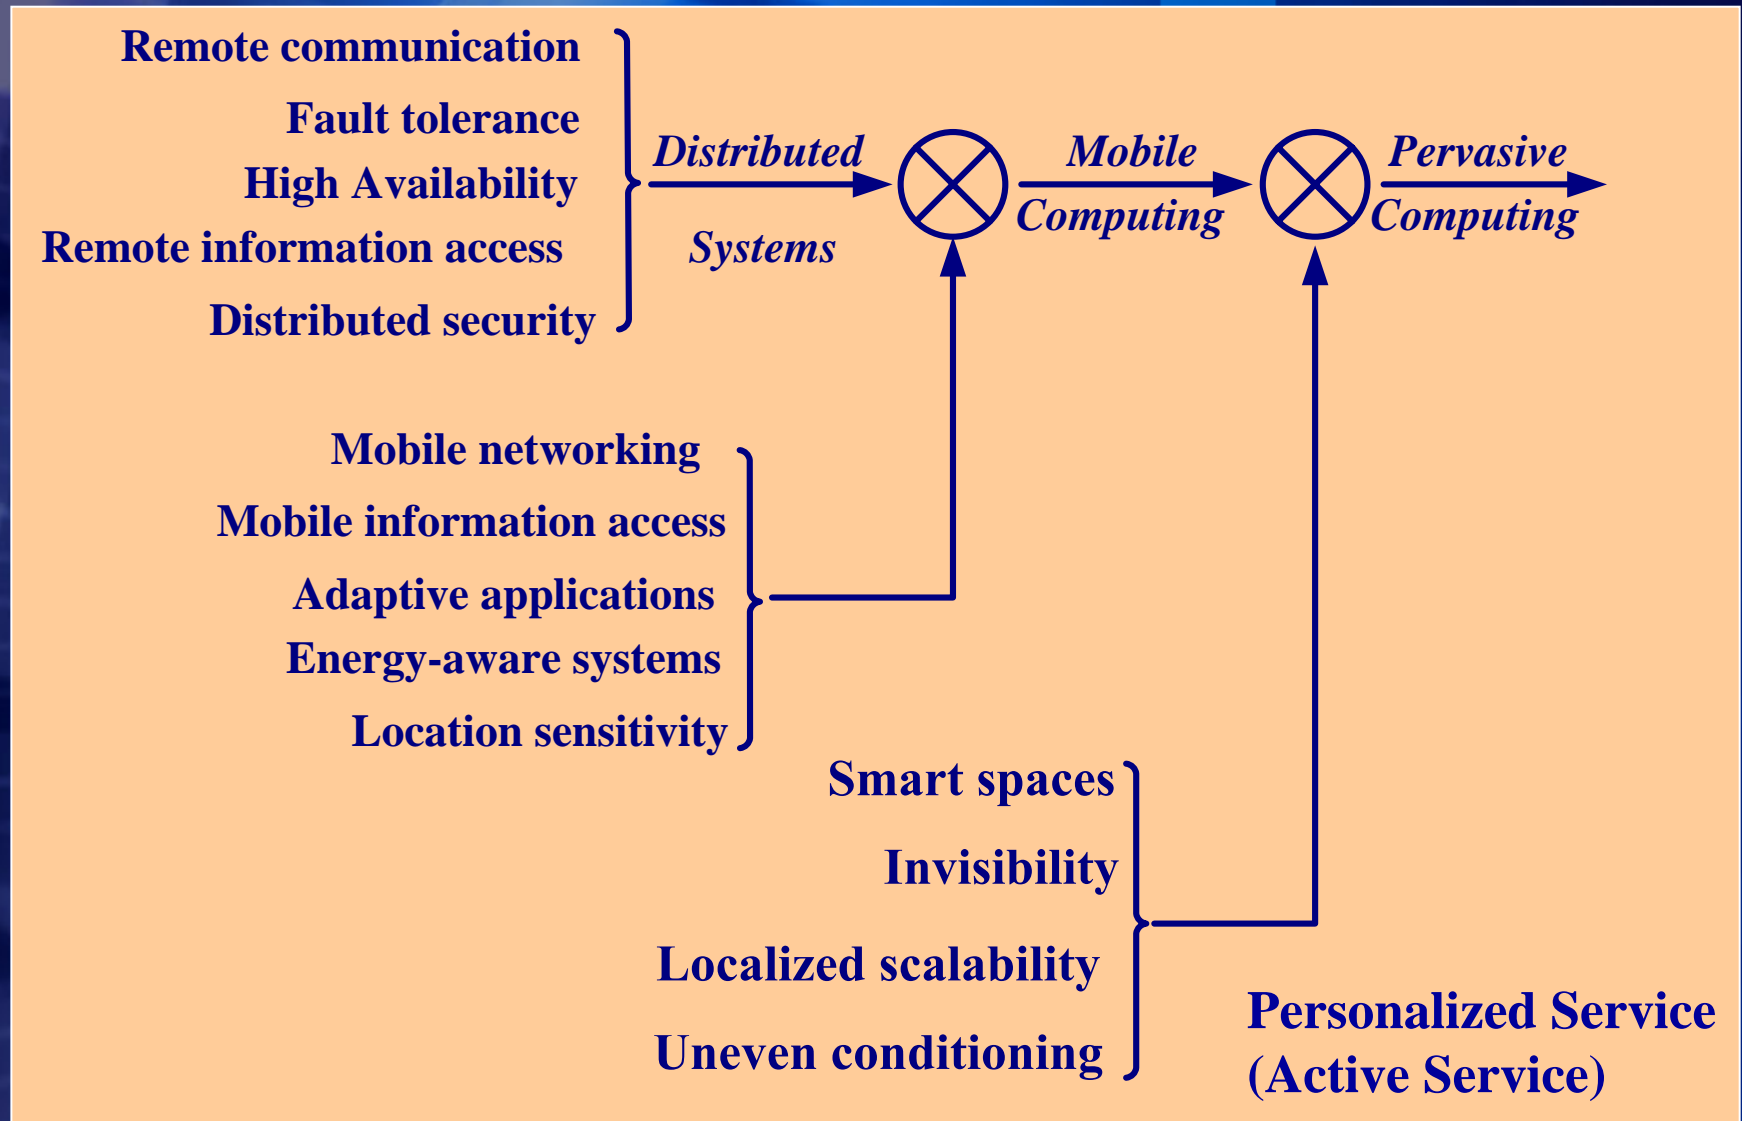 Remote communication
Fault tolerance
High Availability
Remote information access
Distributed security
Distributed
Systems
Mobile
Computing
Pervasive
Computing
Mobile networking
Mobile information access
Adaptive applications
Energy-aware systems
Location sensitivity
Smart spaces
Invisibility
Localized scalability
Uneven conditioning
Personalized Service
(Active Service)